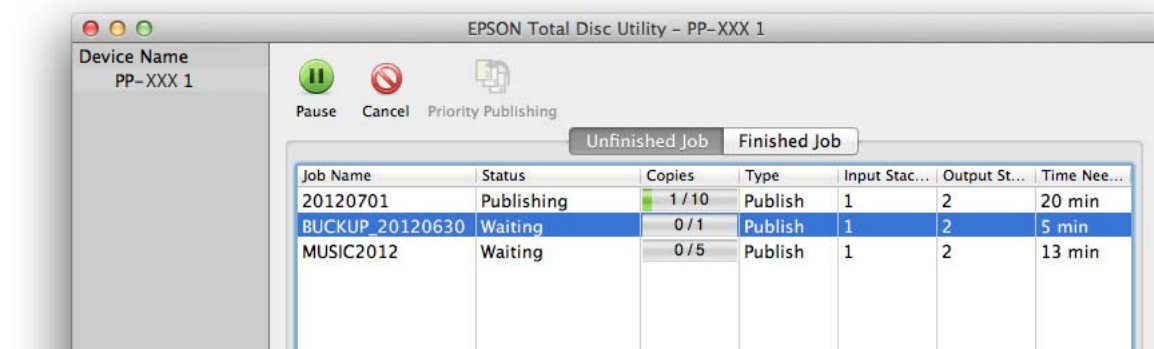 EPSON Total Disc Utility – PP-XXX 1
Device Name
PP-XXX 1
Pause Cancel Priority Publishing
Unfinished Job Finished Job
Job Name Status Copies Type Input Stac... Output St... Time Nee...
20120701 Publishing 1 / 10 Publish 1 2 20 min
BUCKUP_20120630 Waiting 0 / 1 Publish 1 2 5 min
MUSIC2012 Waiting 0 / 5 Publish 1 2 13 min